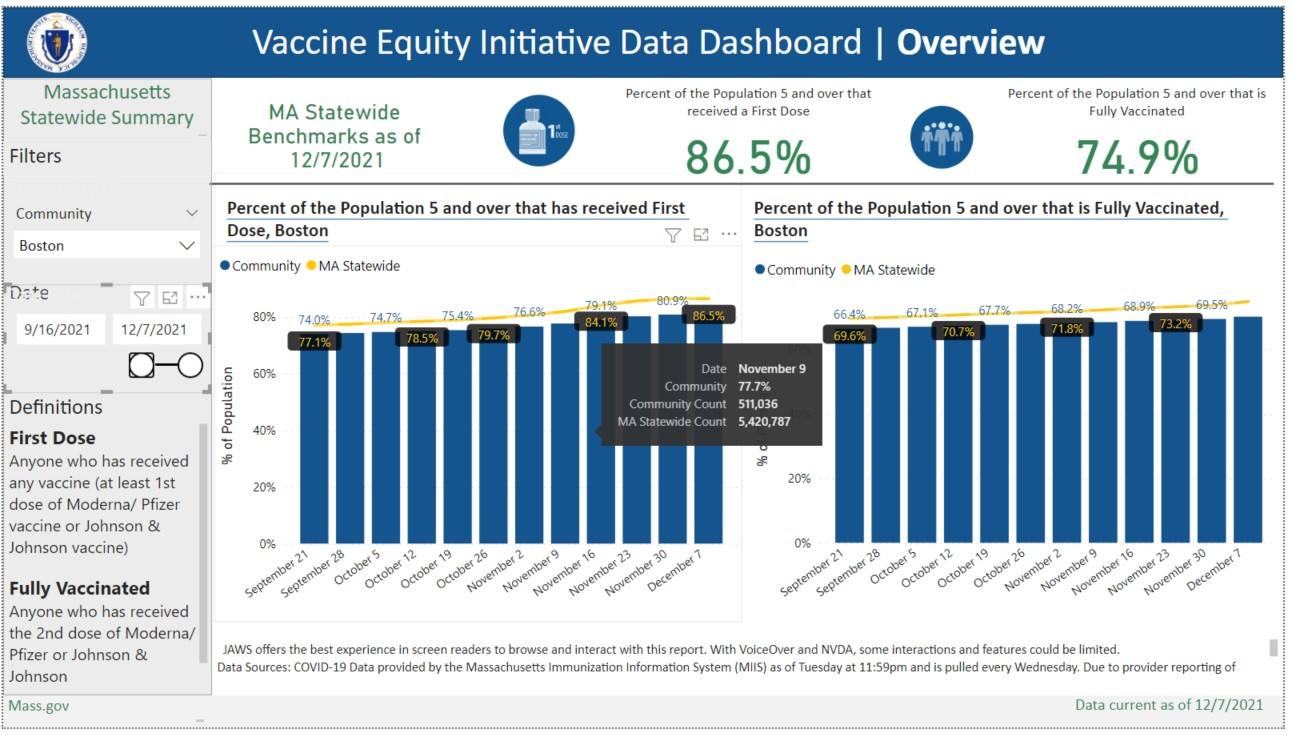 Vaccine Equity Initiative Data Dashboard | Overview
Massachusetts
Statewide Summary
Filters
Community
Boston
Date
9/16/2021 12/7/2021
Definitions
First Dose
Anyone who has received
any vaccine (at least 1st
dose of Moderna/ Pfizer
vaccine or Johnson &
Johnson vaccine)
Fully Vaccinated
Anyone who has received
the 2nd dose of Moderna/
Pfizer or Johnson &
Johnson
Mass.gov
MA Statewide
Benchmarks as of
12/7/2021
1st
DOSE
Percent of the Population 5 and over that
received a First Dose
86.5%
Percent of the Population 5 and over that is
Fully Vaccinated
74.9%
Percent of the Population 5 and over that has received First
Dose, Boston
Community MA Statewide
% of Population
80%
60%
40%
20%
0%
74.0% 74.7% 75.4% 76.6% 79.1% 80.9%
77.1% 78.5% 79.7% 84.1% 86.5%
September 21
September 28
October 5
October 12
October 19
October 26
November 2
November 9
November 16
November 23
November 30
December 7
Date November 9
Community 77.7%
Community Count 511,036
MA Statewide Count 5,420,787
Percent of the Population 5 and over that is Fully Vaccinated,
Boston
Community MA Statewide
% o
20%
0%
66.4% 67.1% 67.7% 68.2% 68.9% 69.5%
69.6% 70.7% 71.8% 73.2%
September 21
September 28
October 5
October 12
October 19
October 26
November 2
November 9
November 16
November 23
November 30
December 7
JAWS offers the best experience in screen readers to browse and interact with this report. With VoiceOver and NVDA, some interactions and features could be limited.
Data Sources: COVID-19 Data provided by the Massachusetts Immunization Information System (MIIS) as of Tuesday at 11:59pm and is pulled every Wednesday. Due to provider reporting of
Data current as of 12/7/2021